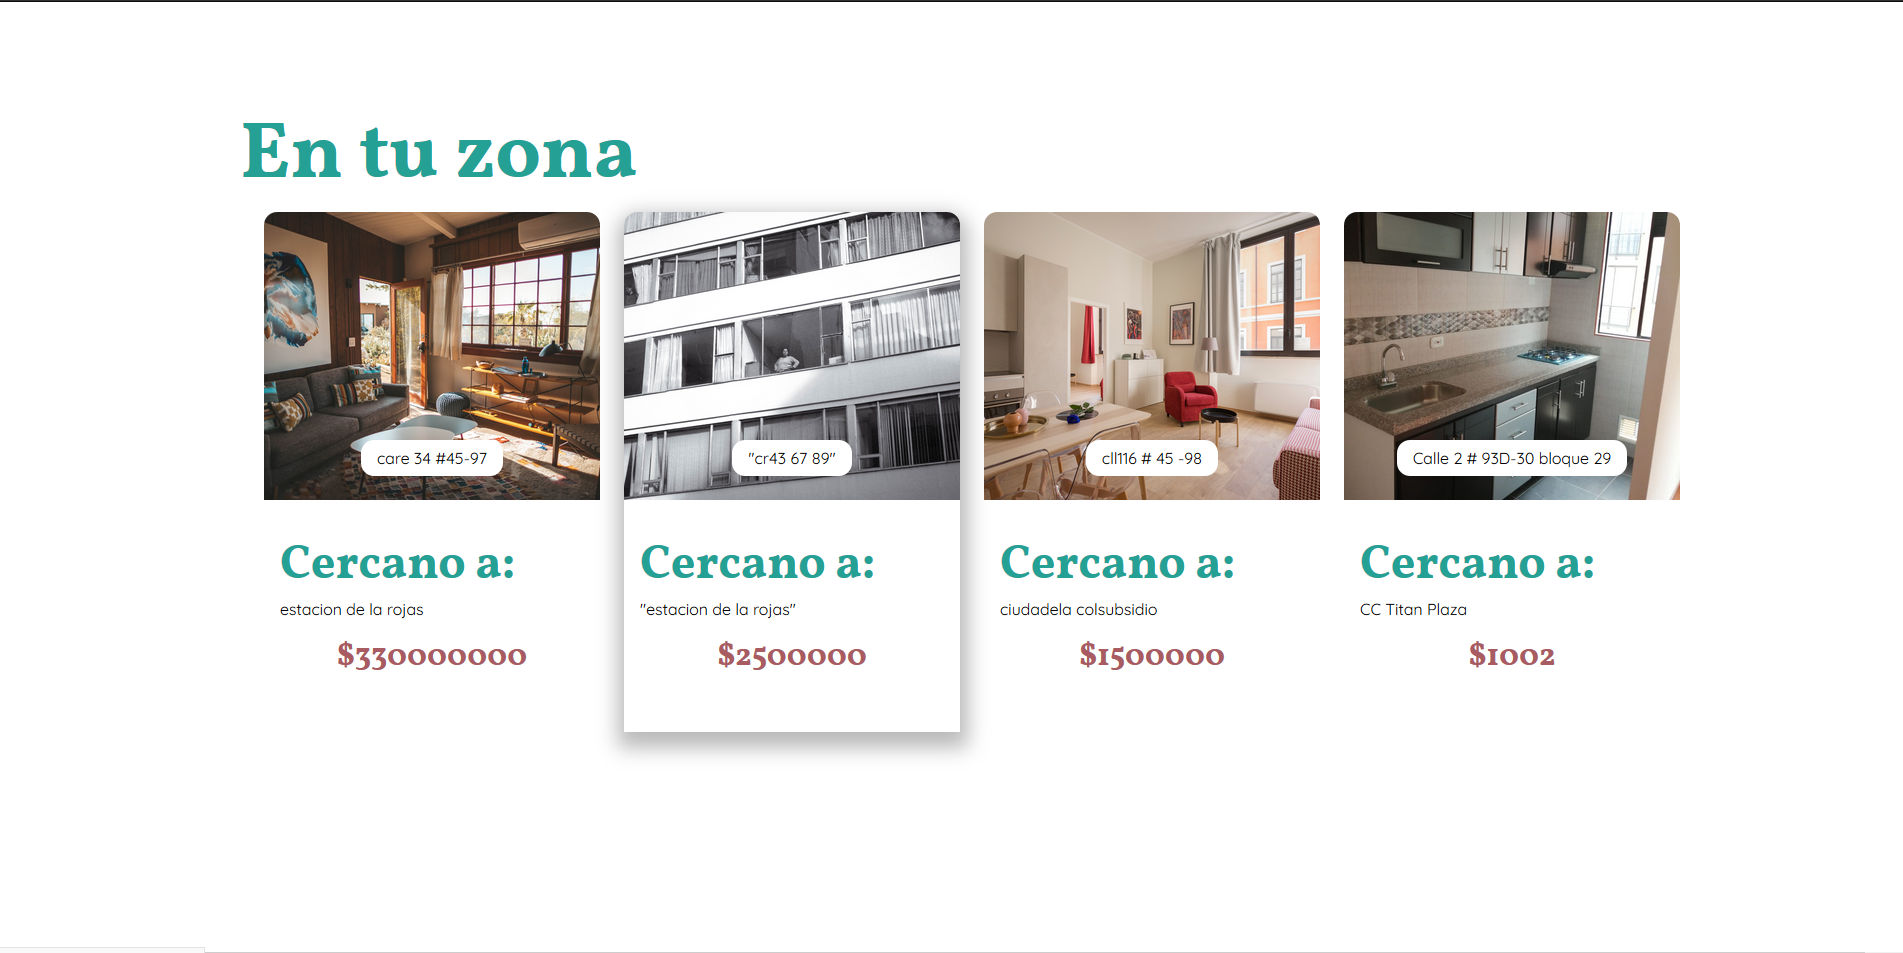 En tu zona
care 34 #45-97
"cr43 67 89"
cll116 # 45 -98
Calle 2 # 93D-30 bloque 29
Cercano a:
estacion de la rojas
$330000000
Cercano a:
"estacion de la rojas"
$2500000
Cercano a:
ciudadela colsubsidio
$1500000
Cercano a:
CC Titan Plaza
$1002